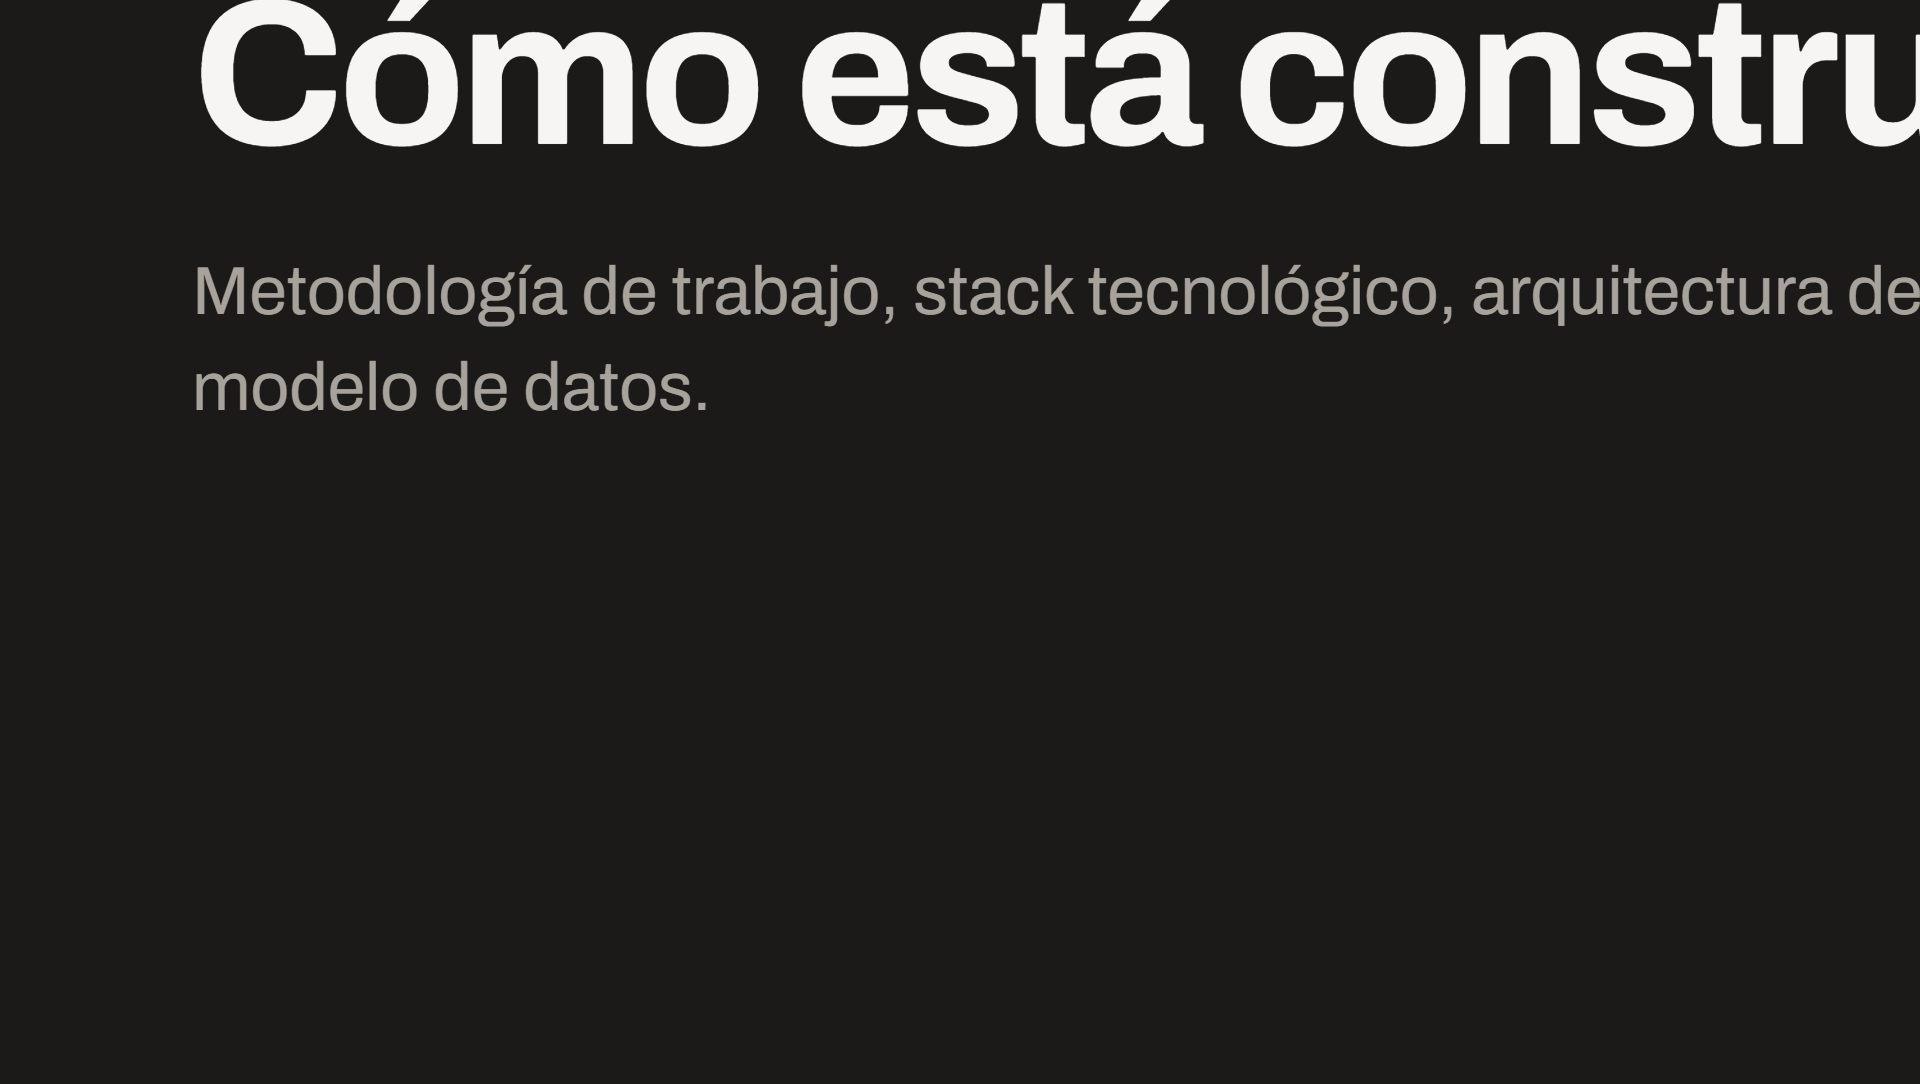 Cómo está constru
Metodología de trabajo, stack tecnológico, arquitectura de
modelo de datos.